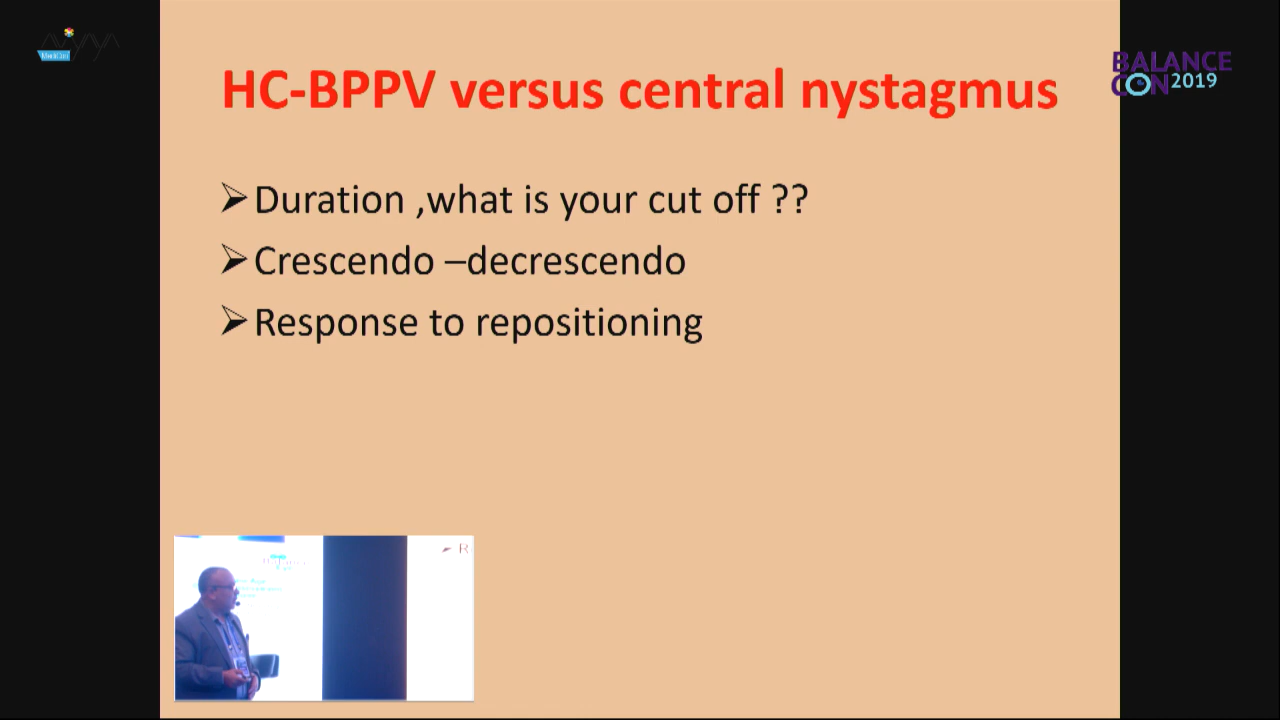 MediCon
BALANCE
CON 2019
HC-BPPV versus central nystagmus
➢Duration ,what is your cut off ??
➢Crescendo –decrescendo
➢Response to repositioning
R